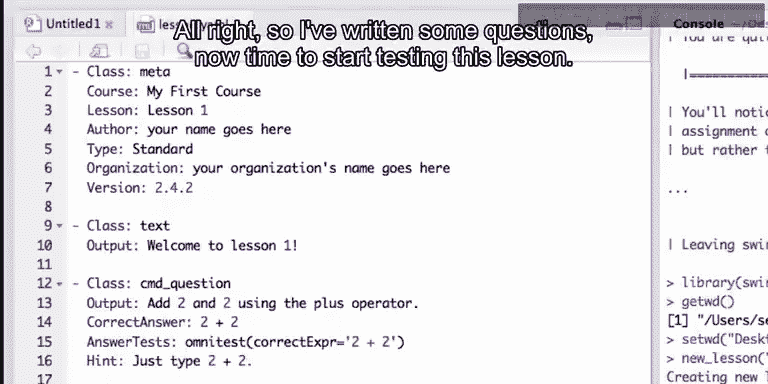 Untitled1
All right, so I've written some questions,
now time to start testing this lesson.
1 - Class: meta
2 Course: My First Course
3 Lesson: Lesson 1
4 Author: your name goes here
5 Type: Standard
6 Organization: your organization's name goes here
7 Version: 2.4.2
8
9 - Class: text
10 Output: Welcome to lesson 1!
11
12 - Class: cmd_question
13 Output: Add 2 and 2 using the plus operator.
14 CorrectAnswer: 2 + 2
15 AnswerTests: omnitest(correctExpr='2 + 2')
16 Hint: Just type 2 + 2.
17
Console
| You'll notic
| assignment o
| but rather t
...
| Leaving swir
> library(swir
> getwd()
[1] "/Users/se
> setwd("Deskt
> new_lesson("
Creating new l